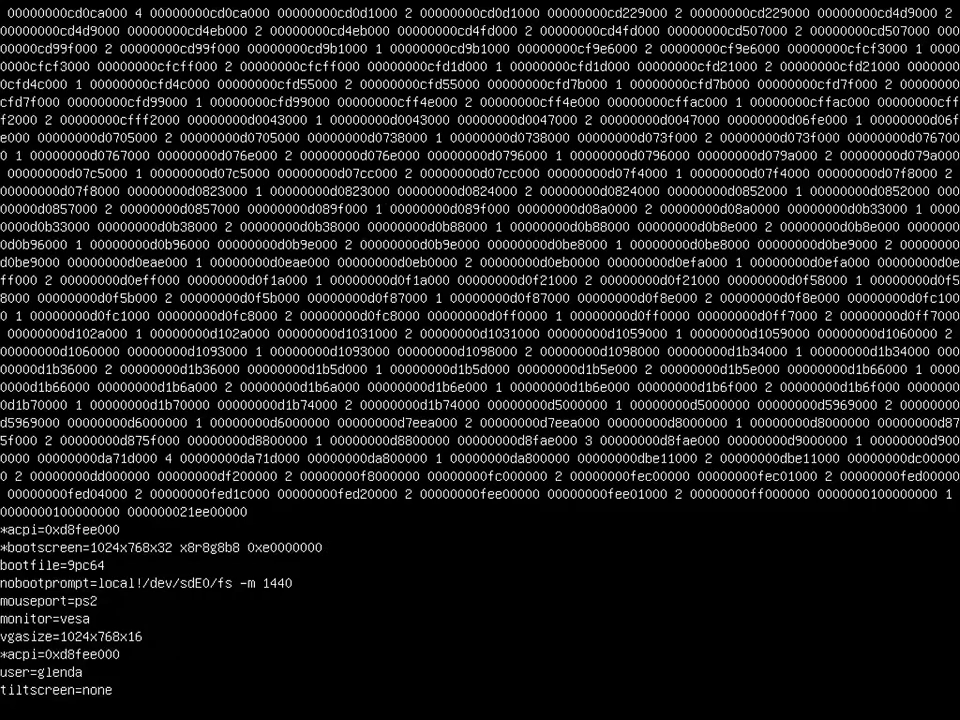 00000000cd0ca000 4 00000000cd0ca000 00000000cd0d1000 2 00000000cd0d1000 00000000cd229000 2 00000000cd229000 00000000cd4d9000 2
00000000cd4d9000 00000000cd4eb000 2 00000000cd4eb000 00000000cd4fd000 2 00000000cd4fd000 00000000cd507000 2 00000000cd507000 000
00000cd99f000 2 00000000cd99f000 00000000cd9b1000 1 00000000cd9b1000 00000000cf9e6000 2 00000000cf9e6000 00000000cfcf3000 1 0000
0000cfcf3000 00000000cfcff000 2 00000000cfcff000 00000000cfd1d000 1 00000000cfd1d000 00000000cfd21000 2 00000000cfd21000 0000000
0cfd4c000 1 00000000cfd4c000 00000000cfd55000 2 00000000cfd55000 00000000cfd7b000 1 00000000cfd7b000 00000000cfd7f000 2 00000000
cfd7f000 00000000cfd99000 1 00000000cfd99000 00000000cff4e000 2 00000000cff4e000 00000000cffac000 1 00000000cffac000 00000000cff
f2000 2 00000000cfff2000 00000000d0043000 1 00000000d0043000 00000000d0047000 2 00000000d0047000 00000000d06fe000 1 00000000d06f
e000 00000000d0705000 2 00000000d0705000 00000000d0738000 1 00000000d0738000 00000000d073f000 2 00000000d073f000 00000000d076700
0 1 00000000d0767000 00000000d076e000 2 00000000d076e000 00000000d0796000 1 00000000d0796000 00000000d079a000 2 00000000d079a000
00000000d07c5000 1 00000000d07c5000 00000000d07cc000 2 00000000d07cc000 00000000d07f4000 1 00000000d07f4000 00000000d07f8000 2
00000000d07f8000 00000000d0823000 1 00000000d0823000 00000000d0824000 2 00000000d0824000 00000000d0852000 1 00000000d0852000 000
00000d0857000 2 00000000d0857000 00000000d089f000 1 00000000d089f000 00000000d08a0000 2 00000000d08a0000 00000000d0b33000 1 0000
0000d0b33000 00000000d0b38000 2 00000000d0b38000 00000000d0b88000 1 00000000d0b88000 00000000d0b8e000 2 00000000d0b8e000 0000000
0d0b96000 1 00000000d0b96000 00000000d0b9e000 2 00000000d0b9e000 00000000d0be8000 1 00000000d0be8000 00000000d0be9000 2 00000000
d0be9000 00000000d0eae000 1 00000000d0eae000 00000000d0eb0000 2 00000000d0eb0000 00000000d0efa000 1 00000000d0efa000 00000000d0e
ff000 2 00000000d0eff000 00000000d0f1a000 1 00000000d0f1a000 00000000d0f21000 2 00000000d0f21000 00000000d0f58000 1 00000000d0f5
8000 00000000d0f5b000 2 00000000d0f5b000 00000000d0f87000 1 00000000d0f87000 00000000d0f8e000 2 00000000d0f8e000 00000000d0fc100
0 1 00000000d0fc1000 00000000d0fc8000 2 00000000d0fc8000 00000000d0ff0000 1 00000000d0ff0000 00000000d0ff7000 2 00000000d0ff7000
00000000d102a000 1 00000000d102a000 00000000d1031000 2 00000000d1031000 00000000d1059000 1 00000000d1059000 00000000d1060000 2
00000000d1060000 00000000d1093000 1 00000000d1093000 00000000d1098000 2 00000000d1098000 00000000d1b34000 1 00000000d1b34000 000
00000d1b36000 2 00000000d1b36000 00000000d1b5d000 1 00000000d1b5d000 00000000d1b5e000 2 00000000d1b5e000 00000000d1b66000 1 0000
0000d1b66000 00000000d1b6a000 2 00000000d1b6a000 00000000d1b6e000 1 00000000d1b6e000 00000000d1b6f000 2 00000000d1b6f000 0000000
0d1b70000 1 00000000d1b70000 00000000d1b74000 2 00000000d1b74000 00000000d5000000 1 00000000d5000000 00000000d5969000 2 00000000
d5969000 00000000d6000000 1 00000000d6000000 00000000d7eea000 2 00000000d7eea000 00000000d8000000 1 00000000d8000000 00000000d87
5f000 2 00000000d875f000 00000000d8800000 1 00000000d8800000 00000000d8fae000 3 00000000d8fae000 00000000d9000000 1 00000000d900
0000 00000000da71d000 4 00000000da71d000 00000000da800000 1 00000000da800000 00000000dbe11000 2 00000000dbe11000 00000000dc00000
0 2 00000000dd000000 00000000df200000 2 00000000f8000000 00000000fc000000 2 00000000fec00000 00000000fec01000 2 00000000fed00000
00000000fed04000 2 00000000fed1c000 00000000fed20000 2 00000000fee00000 00000000fee01000 2 00000000ff000000 0000000100000000 1
0000000100000000 000000021ee00000
*acpi=0xd8fee000
*bootscreen=1024x768x32 x8r8g8b8 0xe0000000
bootfile=9pc64
nobootprompt=local!/dev/sdE0/fs -m 1440
mouseport=ps2
monitor=vesa
vgasize=1024x768x16
*acpi=0xd8fee000
user=glenda
tiltscreen=none